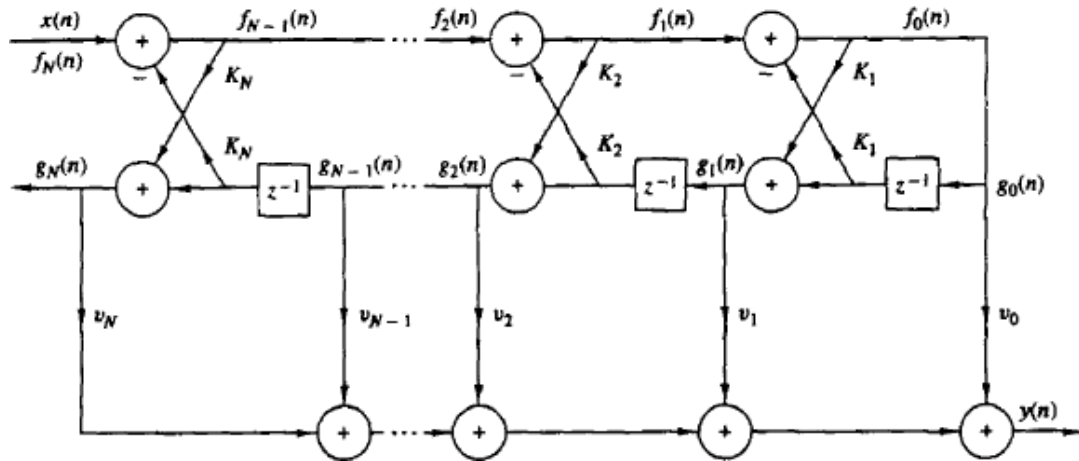 x(n) f_{N-1}(n) ... f_2(n) f_1(n) f_0(n)
+ + +
f_N(n) − − −
K_N K_2 K_1
K_N K_2 K_1
g_N(n) + z^{-1} g_{N-1}(n) ... g_2(n) + z^{-1} g_1(n) + z^{-1} g_0(n)
v_N v_{N-1} v_2 v_1 v_0
+ ... + + + y(n)